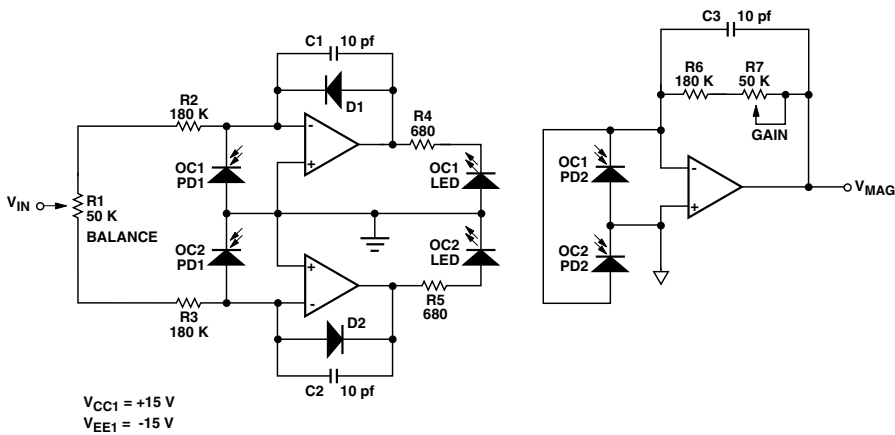 C1
10 pf
D1
R2
180 K
R4
680
OC1
PD1
OC1
LED
-
+
V_IN
R1
50 K
BALANCE
OC2
PD1
OC2
LED
+
-
R3
180 K
R5
680
D2
C2
10 pf
V_CC1 = +15 V
V_EE1 = -15 V
C3
10 pf
R6
180 K
R7
50 K
GAIN
OC1
PD2
-
+
V_MAG
OC2
PD2